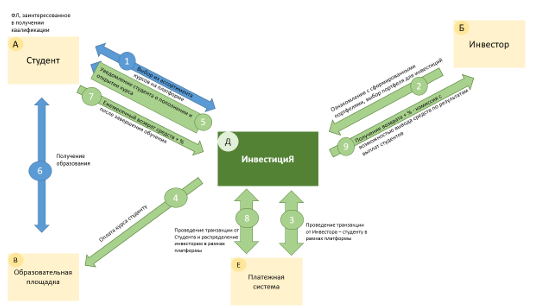 ФЛ, заинтересованное
в получении
квалификации
А
Студент
Б
Инвестор
1
Выбор из ассортимента
курсов на платформе
Уведомление студента о пополнении и
открытии курса
5
7
Ежемесячный возврат средств + %
после завершения обучения
Ознакомление с сформированными
портфелями, выбор портфеля для инвестиций
2
9
Получение возврата + % - комиссия с
возможностью вывода средств по результатам
выплат студентов
Д
ИнвестициЯ
6
Получение
образования
4
Оплата курса студенту
8
3
Проведение транзакции от
Студента и распределение
инвестору в рамках
платформы
Проведение транзакции
от Инвестора – студенту в
рамках платформы
В
Образовательная
площадка
Е
Платежная
система